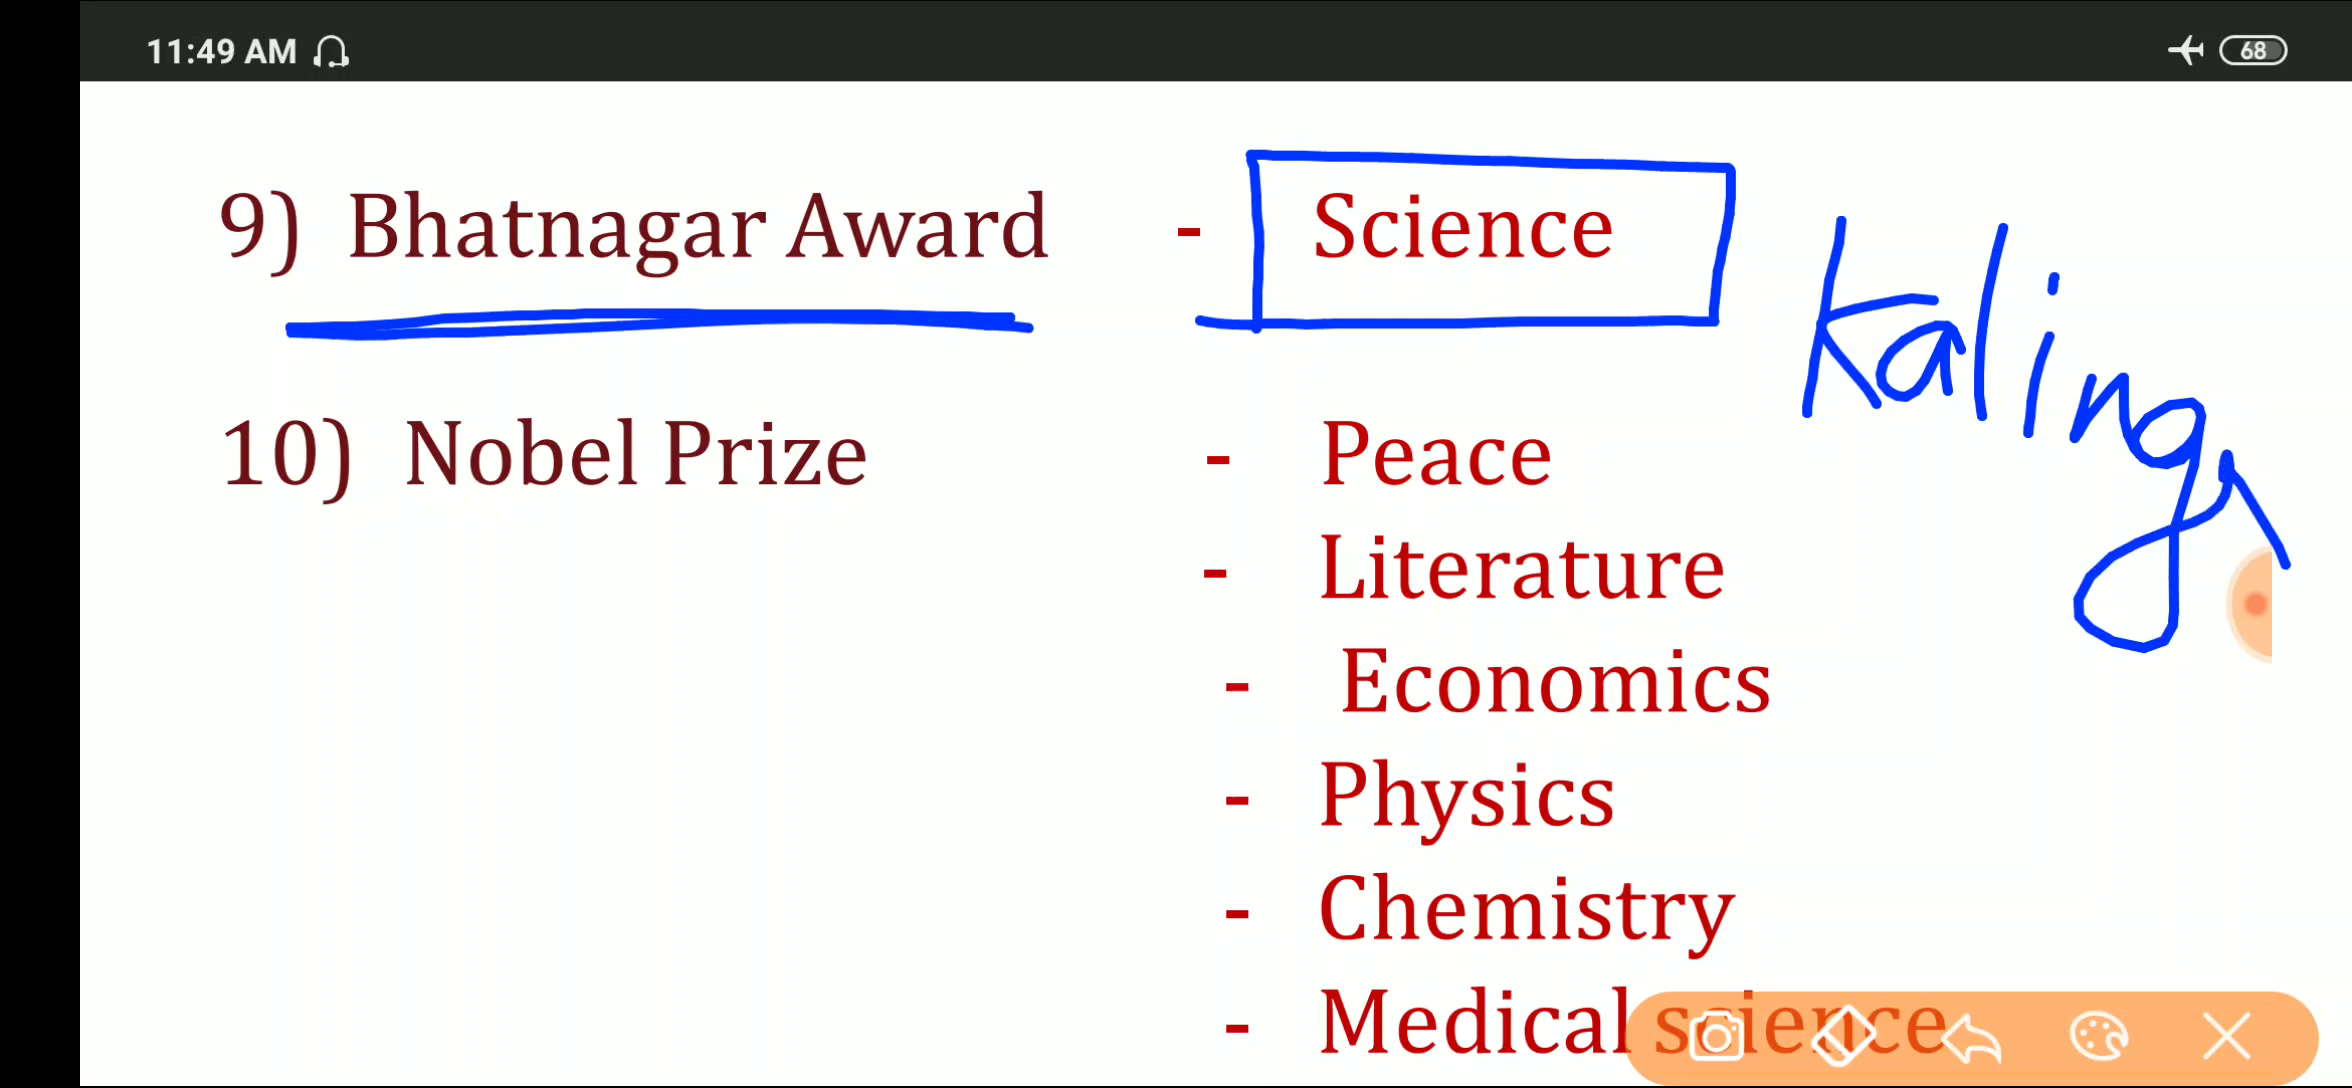 11:49 AM 68
9) Bhatnagar Award - Science
Kalinga
10) Nobel Prize - Peace
- Literature
- Economics
- Physics
- Chemistry
- Medical science